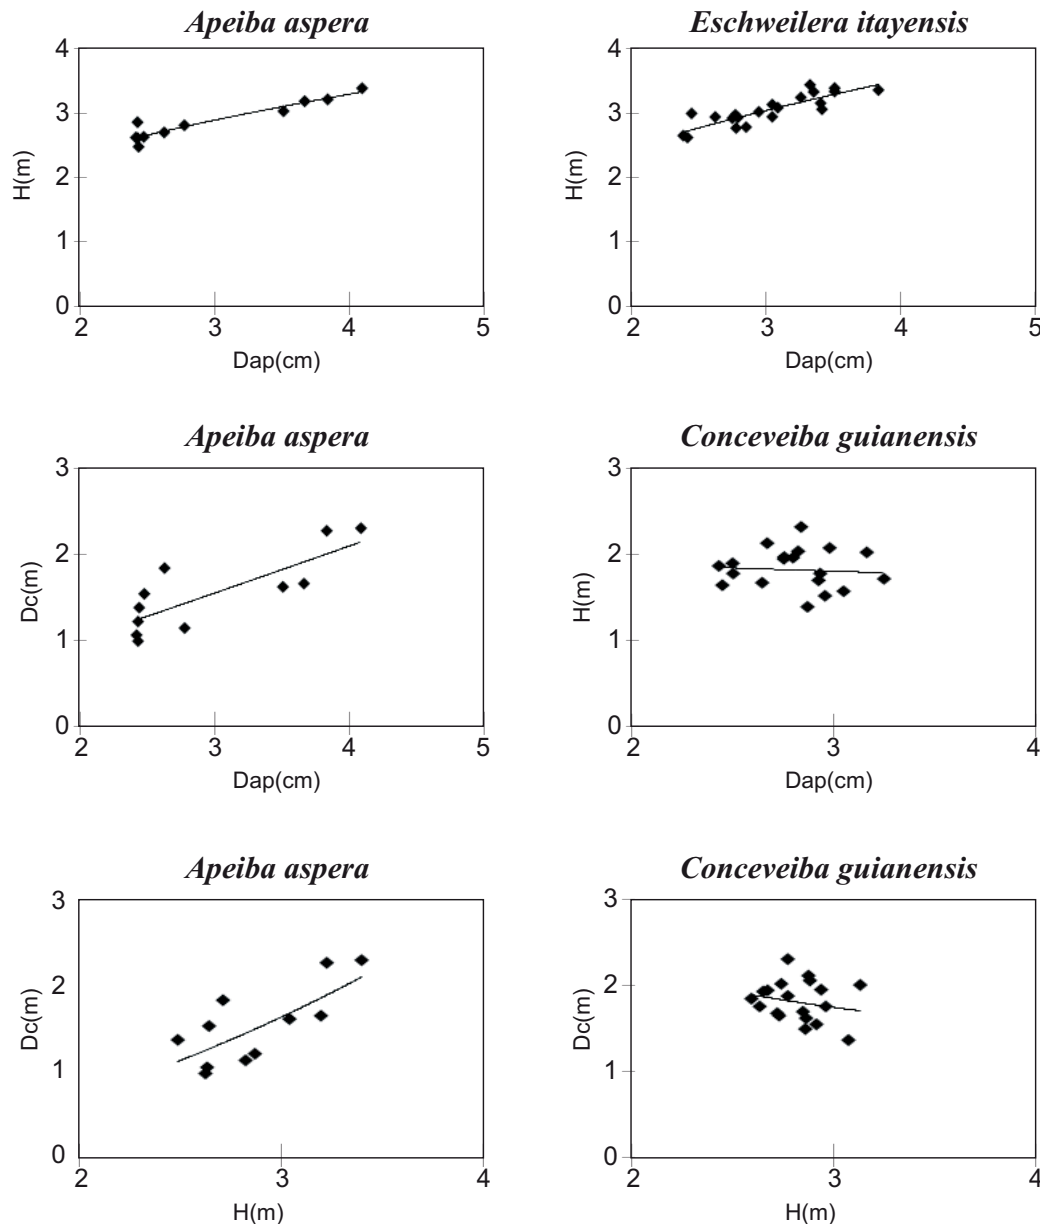 Apeiba aspera
4
3
2
1
0
H(m)
2
3
4
5
Dap(cm)
Eschweilera itayensis
4
3
2
1
0
H(m)
2
3
4
5
Dap(cm)
Apeiba aspera
3
2
1
0
Dc(m)
2
3
4
5
Dap(cm)
Conceveiba guianensis
3
2
1
0
H(m)
2
3
4
Dap(cm)
Apeiba aspera
3
2
1
0
Dc(m)
2
3
4
H(m)
Conceveiba guianensis
3
2
1
0
Dc(m)
2
3
4
H(m)